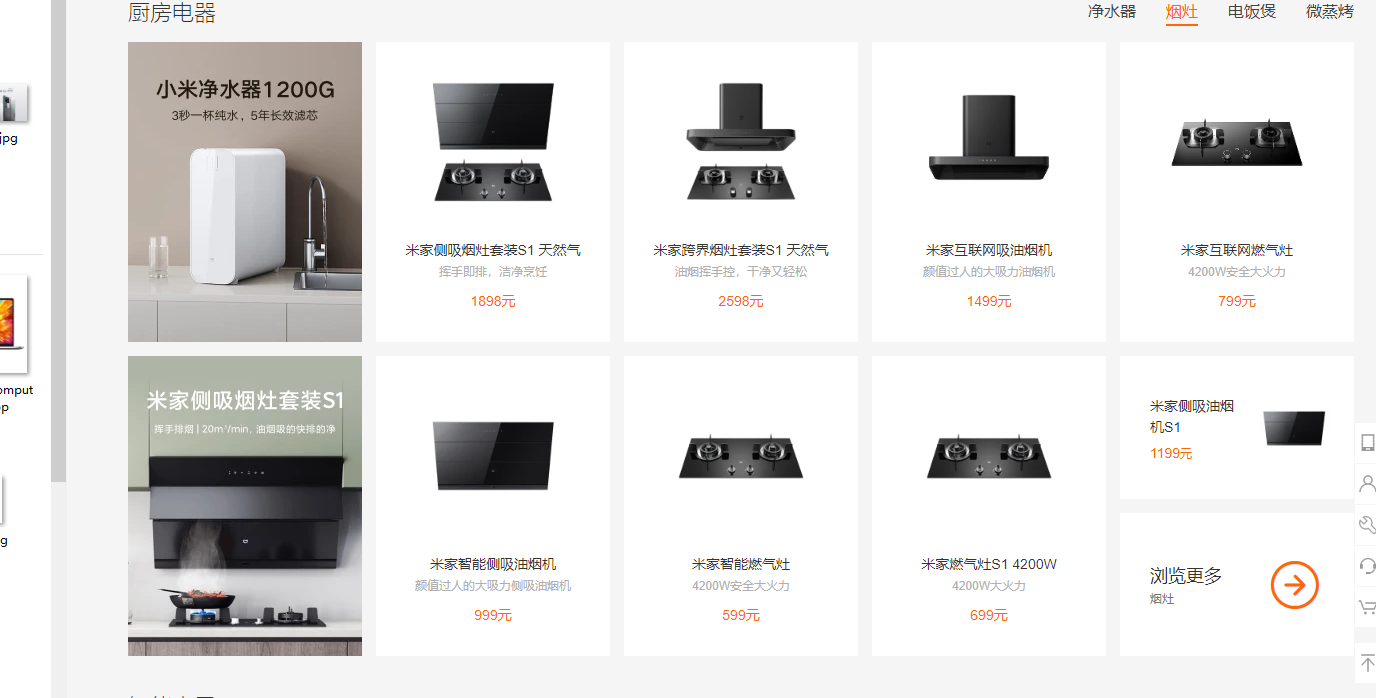 厨房电器
净水器 烟灶 电饭煲 微蒸烤
小米净水器1200G
3秒一杯纯水，5年长效滤芯
米家侧吸烟灶套装S1 天然气
挥手即排，洁净烹饪
1898元
米家跨界烟灶套装S1 天然气
油烟挥手控，干净又轻松
2598元
米家互联网吸油烟机
颜值过人的大吸力油烟机
1499元
米家互联网燃气灶
4200W安全大火力
799元
米家侧吸烟灶套装S1
挥手排烟 | 20m³/min，油烟吸的快排的净
米家智能侧吸油烟机
颜值过人的大吸力侧吸油烟机
999元
米家智能燃气灶
4200W安全大火力
599元
米家燃气灶S1 4200W
4200W大火力
699元
米家侧吸油烟
机S1
1199元
浏览更多
烟灶
jpg
omput
p
g